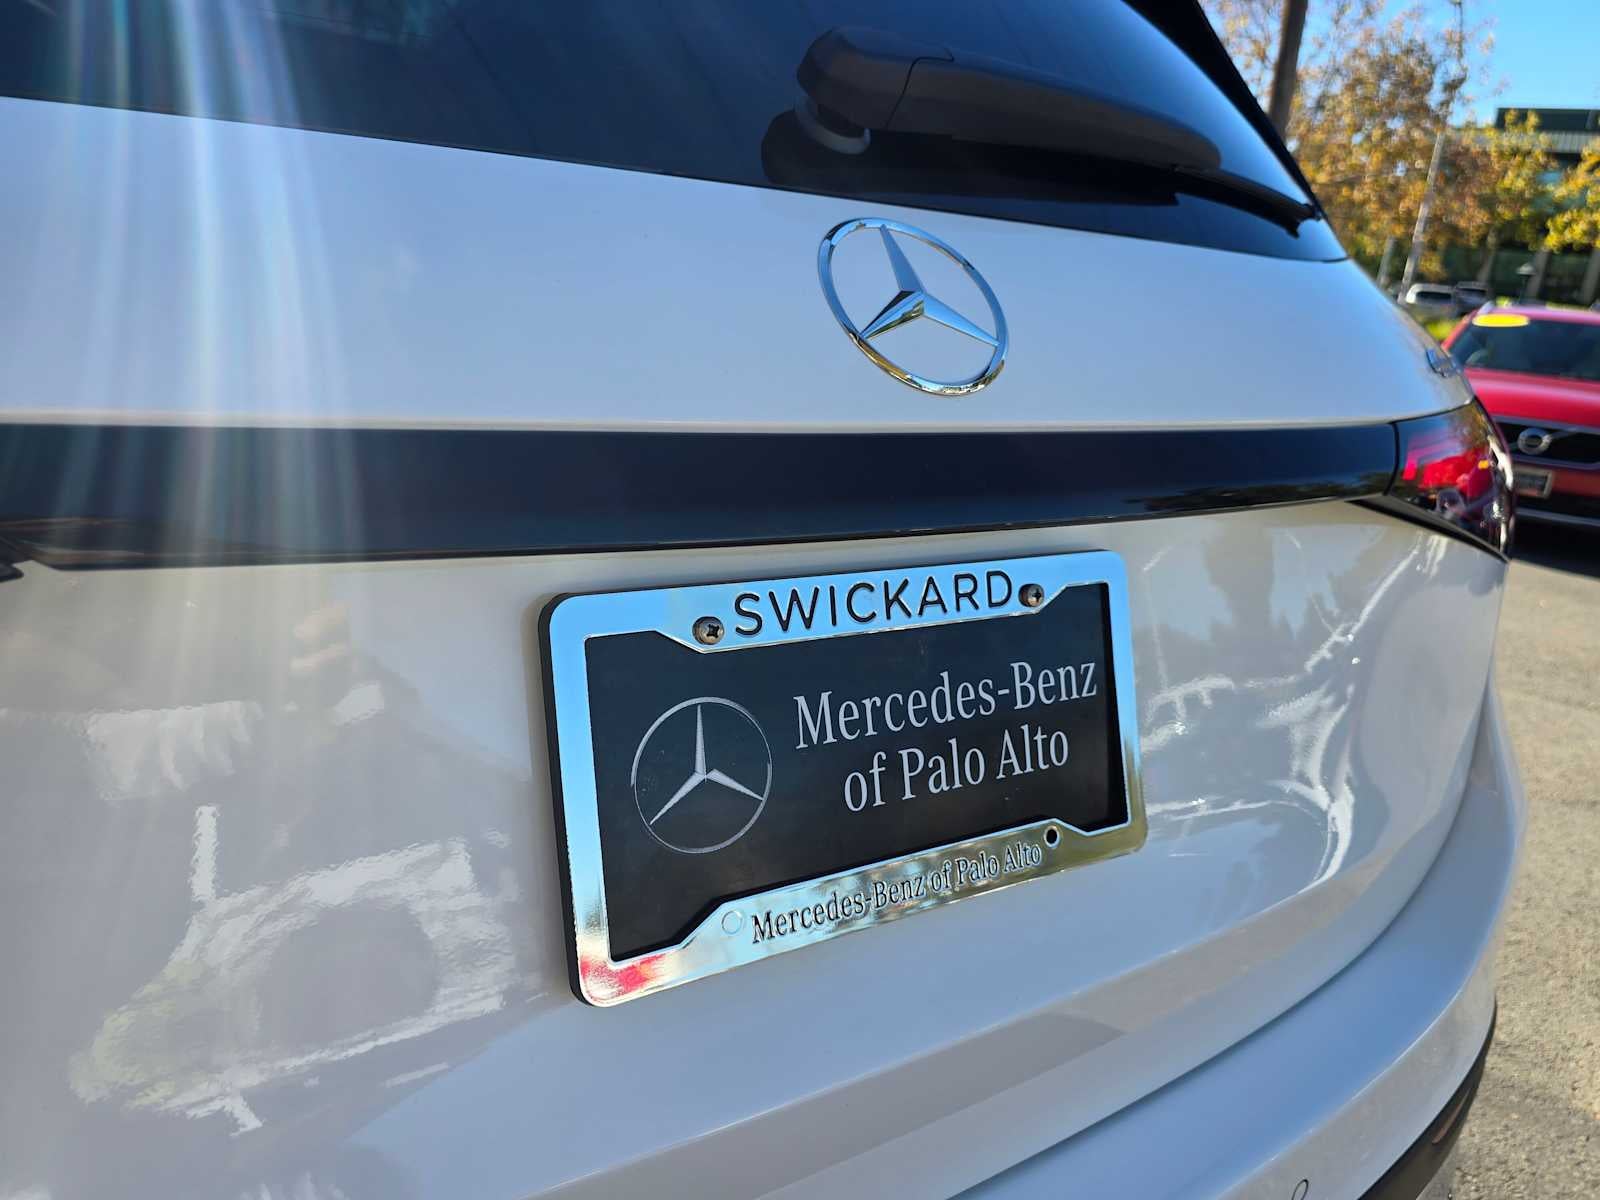 SWICKARD
Mercedes-Benz
of Palo Alto
Mercedes-Benz of Palo Alto